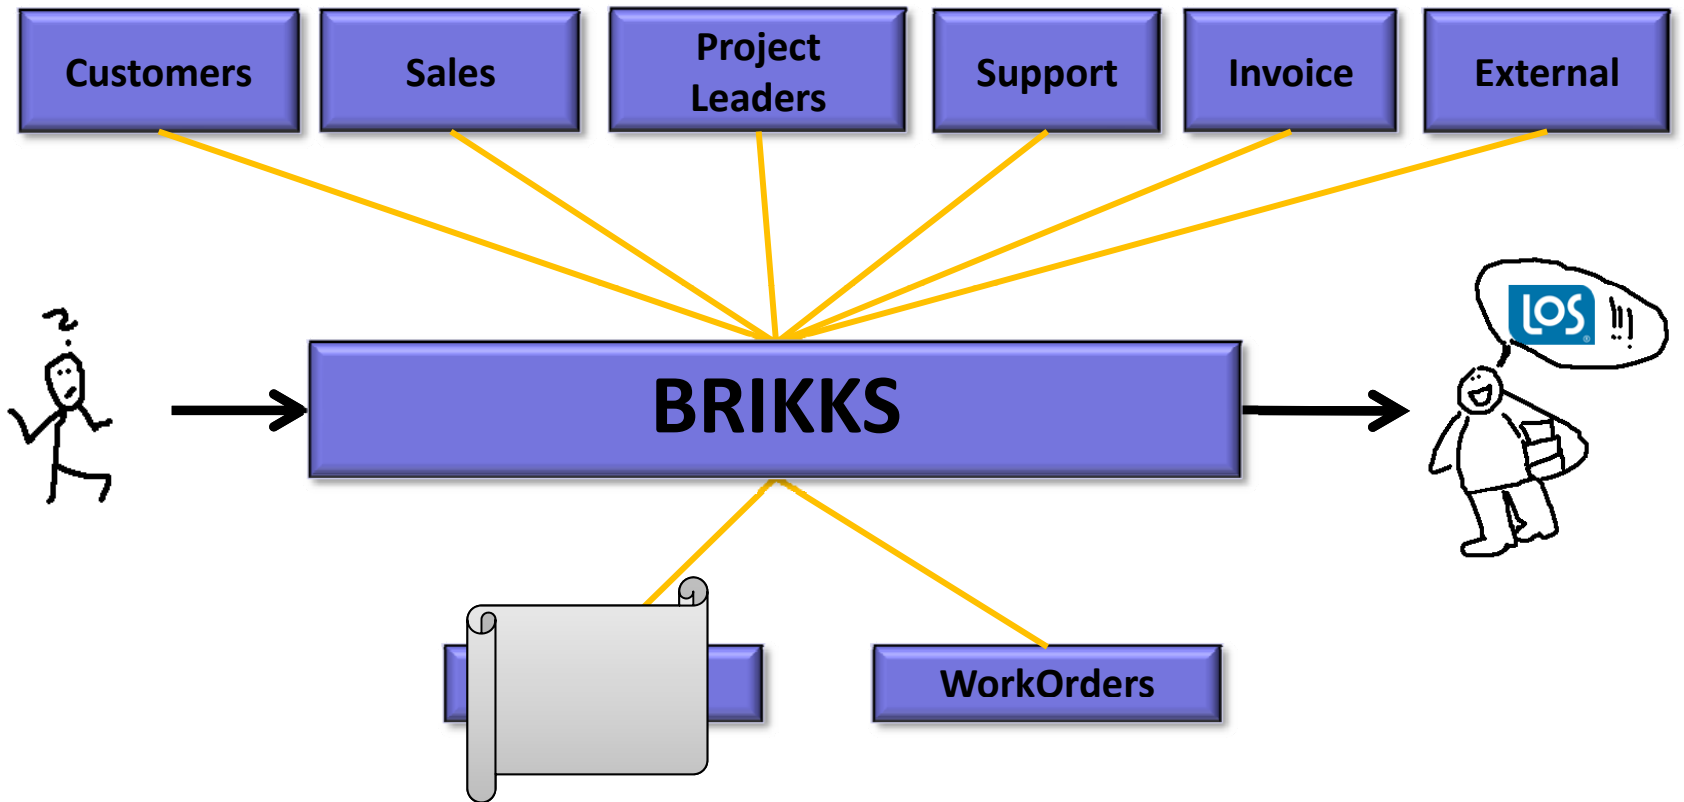 Customers
Sales
Project
Leaders
Support
Invoice
External
?
LOS ® !!!
BRIKKS
WorkOrders